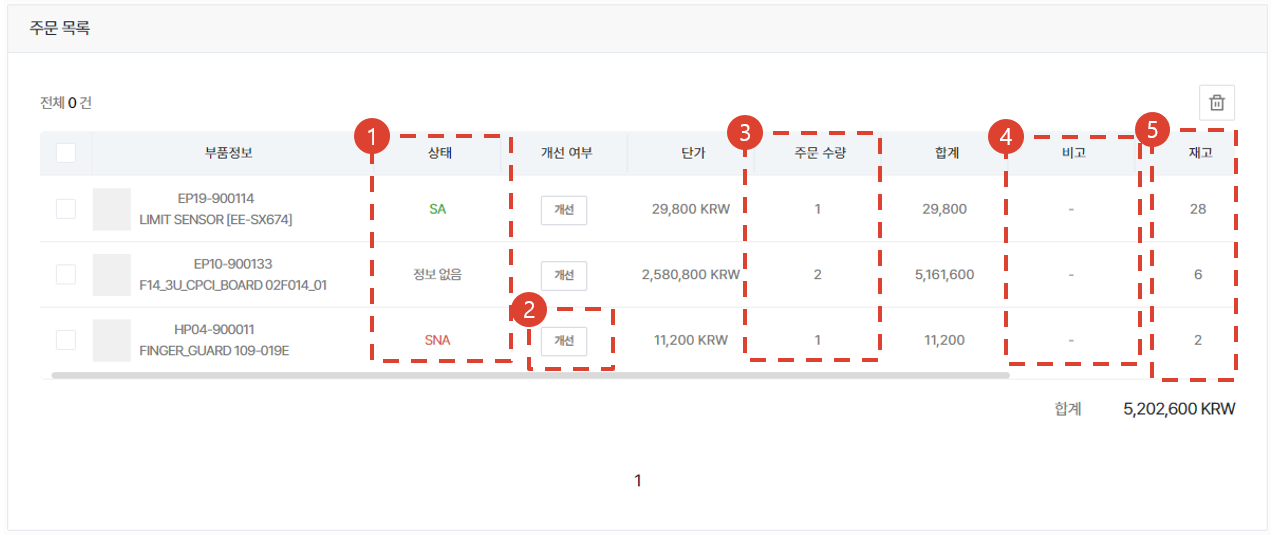 주문 목록
전체 0 건
1 3 4 5
부품정보 상태 개선 여부 단가 주문 수량 합계 비고 재고
EP19-900114
LIMIT SENSOR [EE-SX674]
SA 개선 29,800 KRW 1 29,800 - 28
EP10-900133
F14_3U_CPCI_BOARD 02F014_01
정보 없음 개선 2,580,800 KRW 2 5,161,600 - 6
2
HP04-900011
FINGER_GUARD 109-019E
SNA 개선 11,200 KRW 1 11,200 - 2
합계 5,202,600 KRW
1